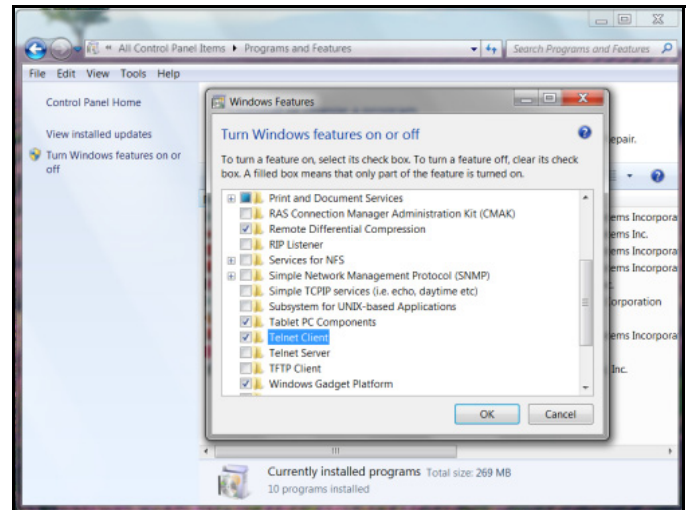 « All Control Panel Items ▸ Programs and Features
Search Programs and Features
File Edit View Tools Help
Control Panel Home
View installed updates
Turn Windows features on or
off
Windows Features
Turn Windows features on or off
To turn a feature on, select its check box. To turn a feature off, clear its check
box. A filled box means that only part of the feature is turned on.
Print and Document Services
RAS Connection Manager Administration Kit (CMAK)
Remote Differential Compression
RIP Listener
Services for NFS
Simple Network Management Protocol (SNMP)
Simple TCPIP services (i.e. echo, daytime etc)
Subsystem for UNIX-based Applications
Tablet PC Components
Telnet Client
Telnet Server
TFTP Client
Windows Gadget Platform
OK Cancel
epair.
ems Incorpora
ems Inc.
ems Incorpora
ems Incorpora
orporation
ems Incorpora
Inc.
Currently installed programs Total size: 269 MB
10 programs installed